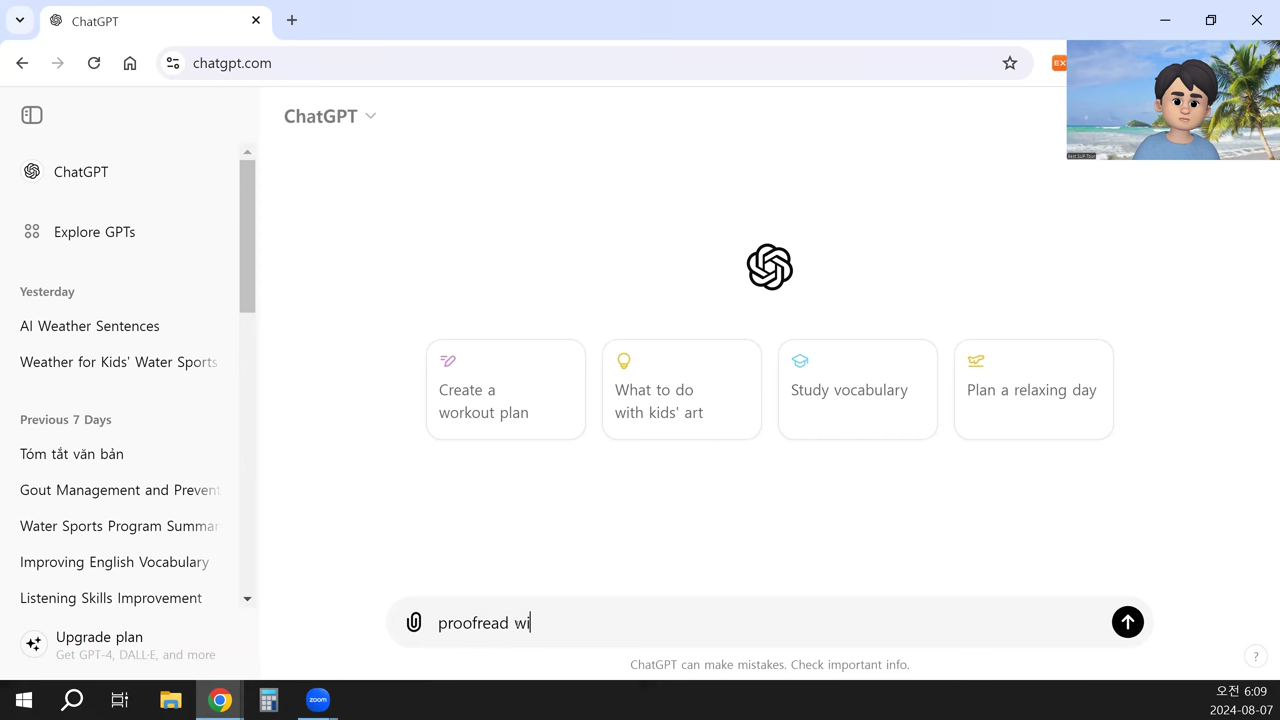 ChatGPT
chatgpt.com
ChatGPT
ChatGPT
Explore GPTs
Yesterday
AI Weather Sentences
Weather for Kids' Water Sports
Previous 7 Days
Tóm tắt văn bản
Gout Management and Prevent
Water Sports Program Summar
Improving English Vocabulary
Listening Skills Improvement
Upgrade plan
Get GPT-4, DALL·E, and more
Create a
workout plan
What to do
with kids' art
Study vocabulary
Plan a relaxing day
proofread wi
ChatGPT can make mistakes. Check important info.
?
zoom
오전 6:09
2024-08-07